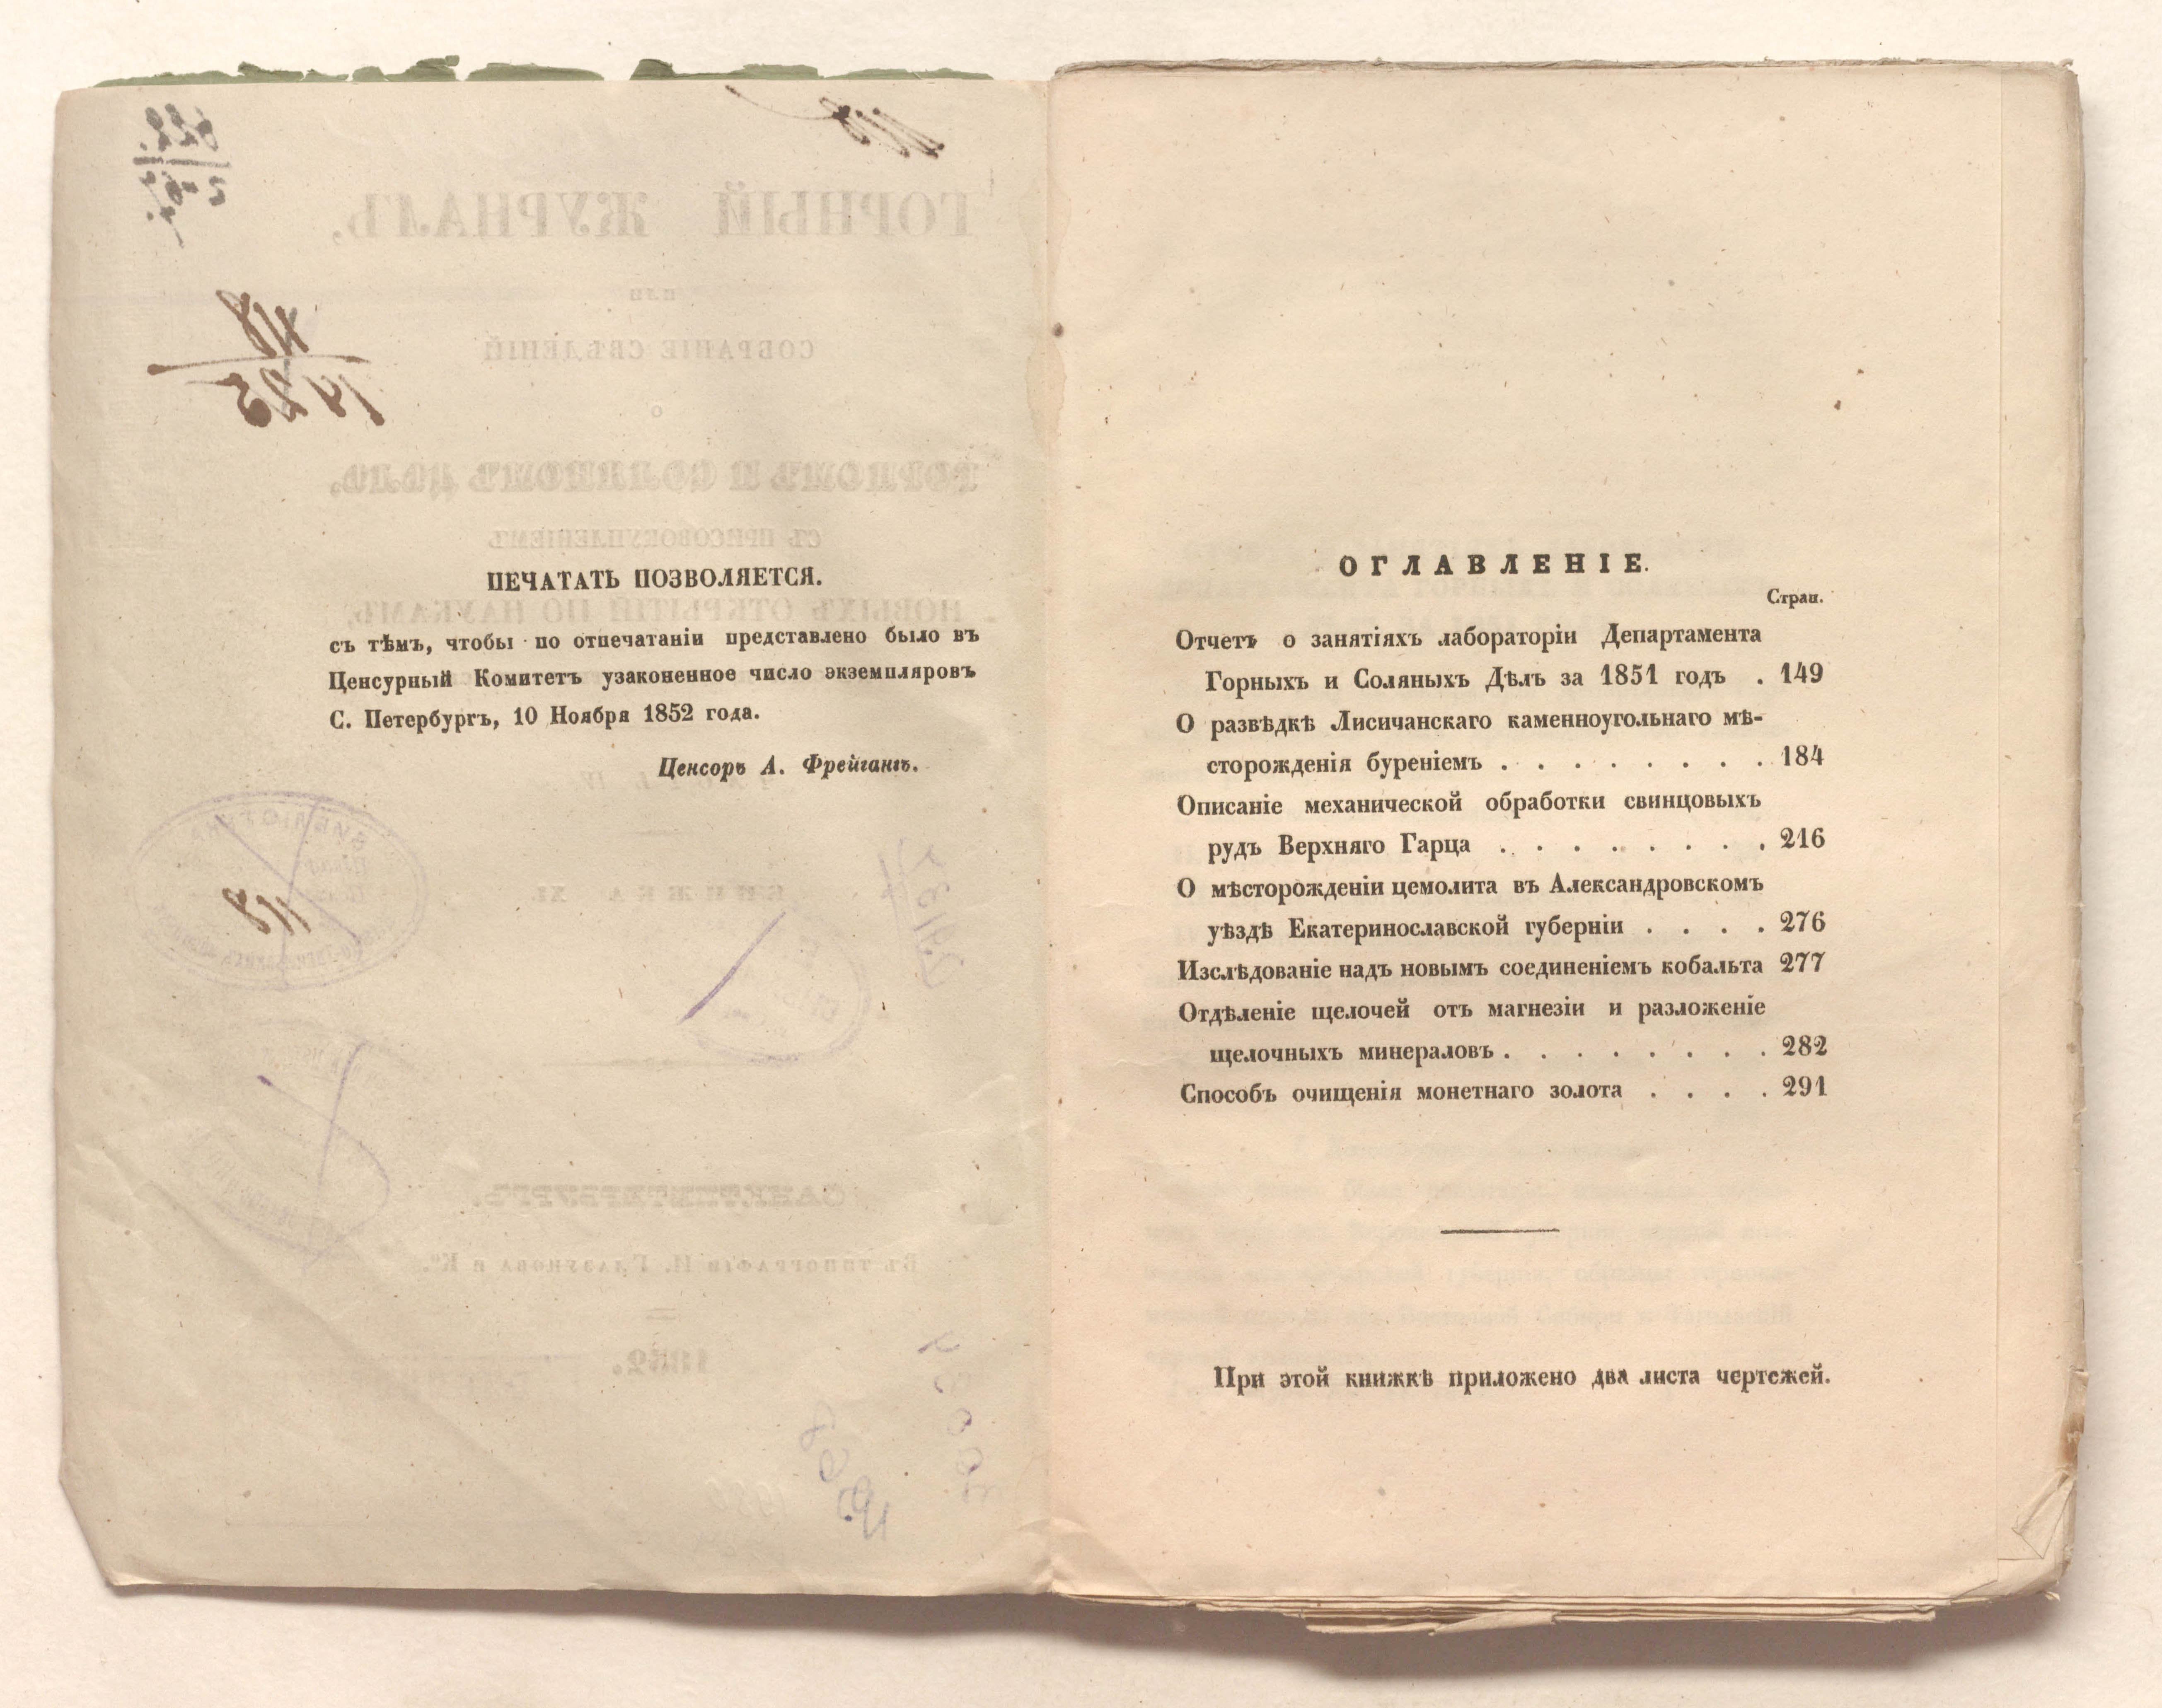 ПЕЧАТАТЬ ПОЗВОЛЯЕТСЯ.
съ тѣмъ, чтобы по отпечатаніи представлено было въ
Ценсурный Комитетъ узаконенное число экземпляровъ
С. Петербургъ, 10 Ноября 1852 года.
Ценсоръ А. Фрейгангъ.
ОГЛАВЛЕНІЕ.
Стран.
Отчетъ о занятіяхъ лабораторіи Департамента
Горныхъ и Соляныхъ Дѣлъ за 1851 годъ . 149
О развѣдкѣ Лисичанскаго каменноугольнаго мѣ-
сторожденія буреніемъ . . . . . . . . 184
Описаніе механической обработки свинцовыхъ
рудъ Верхняго Гарца . . . . . . . . 216
О мѣсторожденіи цемолита въ Александровскомъ
уѣздѣ Екатеринославской губерніи . . . . 276
Изслѣдованіе надъ новымъ соединеніемъ кобальта 277
Отдѣленіе щелочей отъ магнезіи и разложеніе
щелочныхъ минераловъ . . . . . . . . 282
Способъ очищенія монетнаго золота . . . . 291
При этой книжкѣ приложено два листа чертежей.